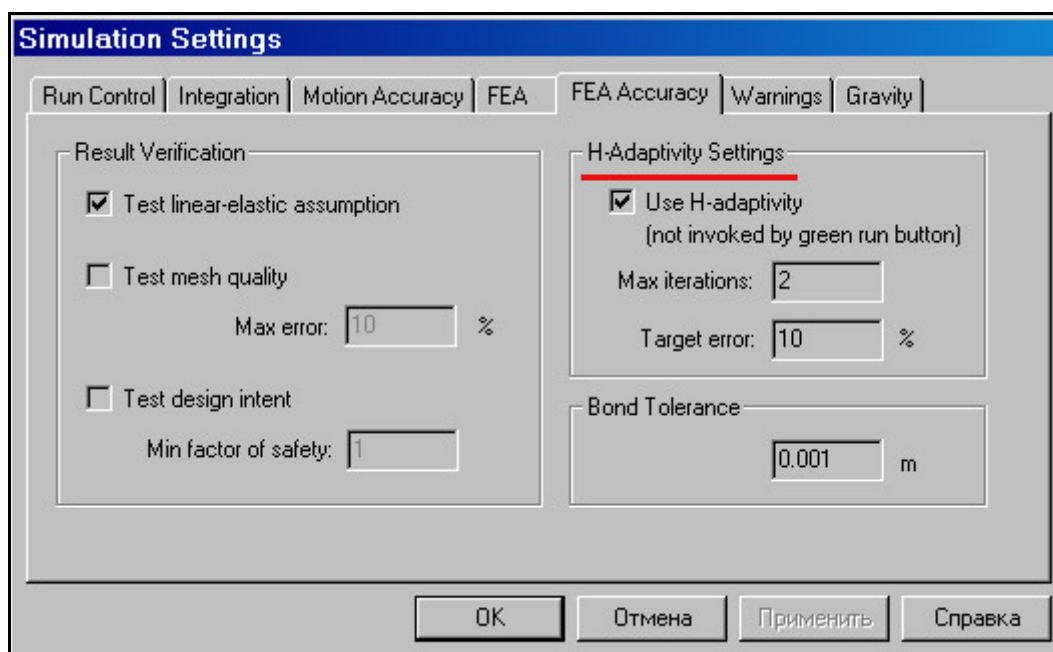 Simulation Settings
Run Control Integration Motion Accuracy FEA FEA Accuracy Warnings Gravity
Result Verification
Test linear-elastic assumption
Test mesh quality
Max error: 10 %
Test design intent
Min factor of safety: 1
H-Adaptivity Settings
Use H-adaptivity
(not invoked by green run button)
Max iterations: 2
Target error: 10 %
Bond Tolerance
0.001 m
OK Отмена Применить Справка